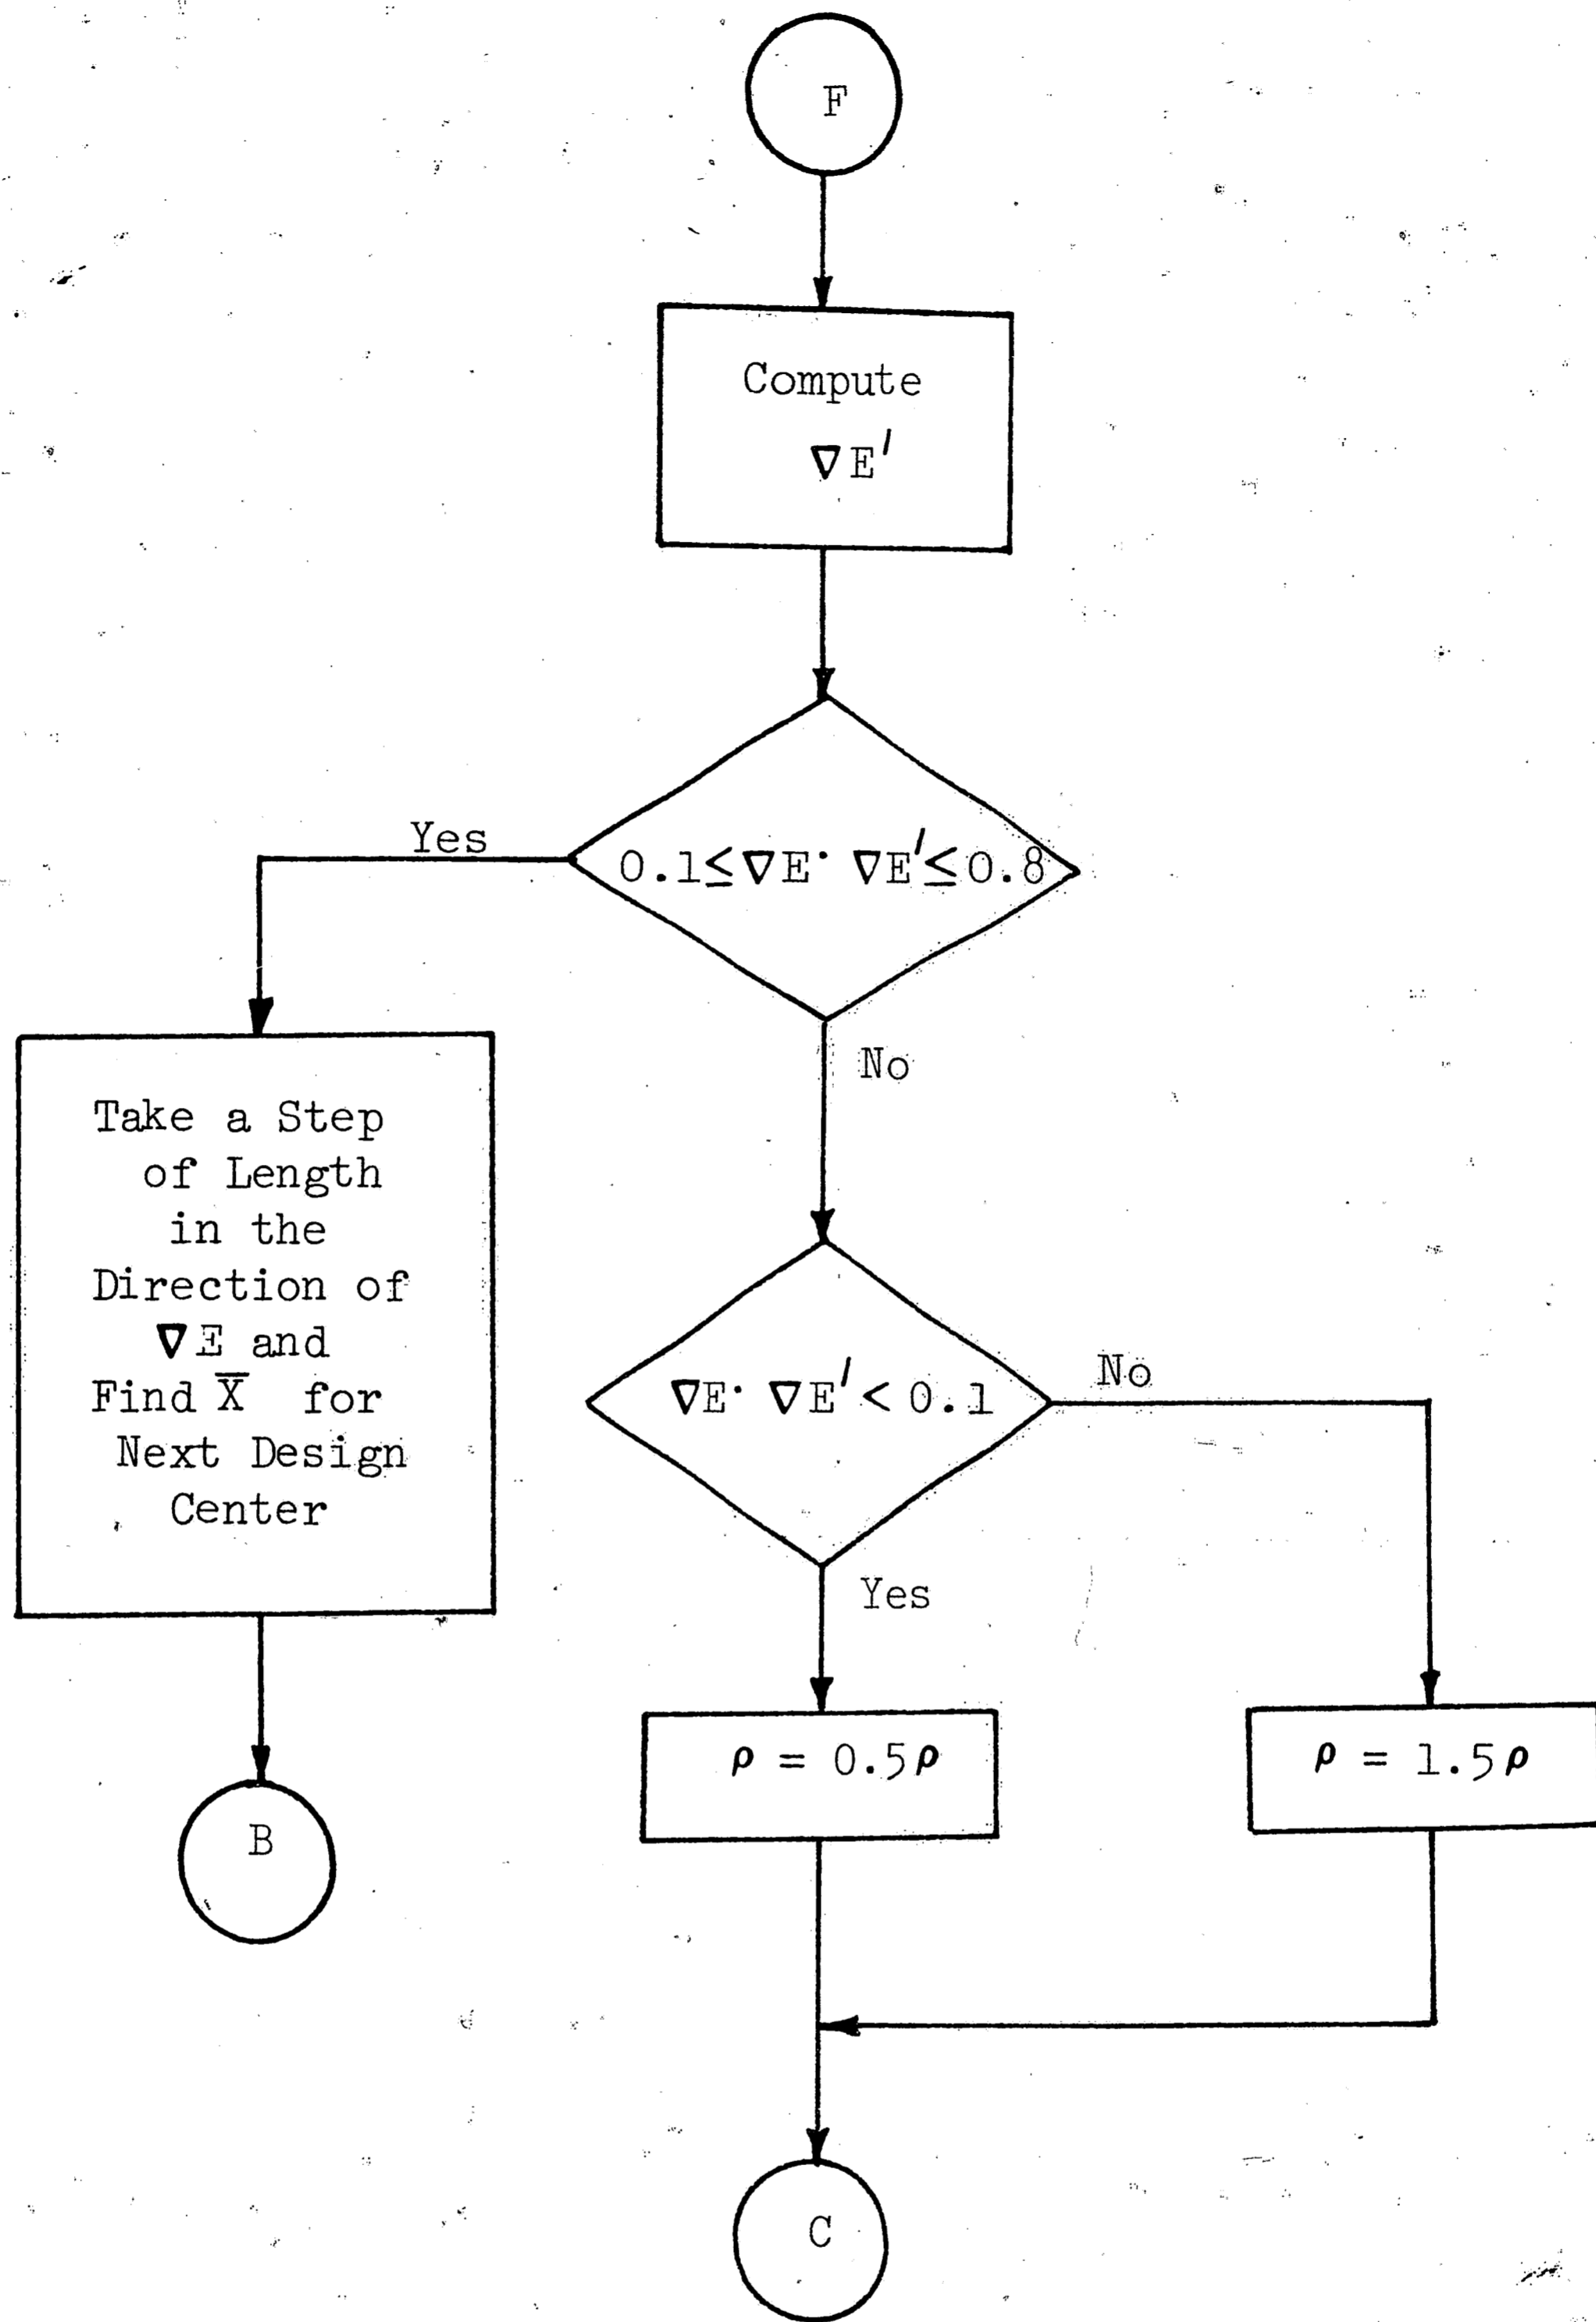 F
Compute
∇E′
0.1≤∇E· ∇E′≤0.8
Yes
No
Take a Step
of Length
in the
Direction of
∇E and
Find X̅ for
Next Design
Center
∇E· ∇E′< 0.1
No
Yes
ρ = 0.5ρ
ρ = 1.5ρ
B
C